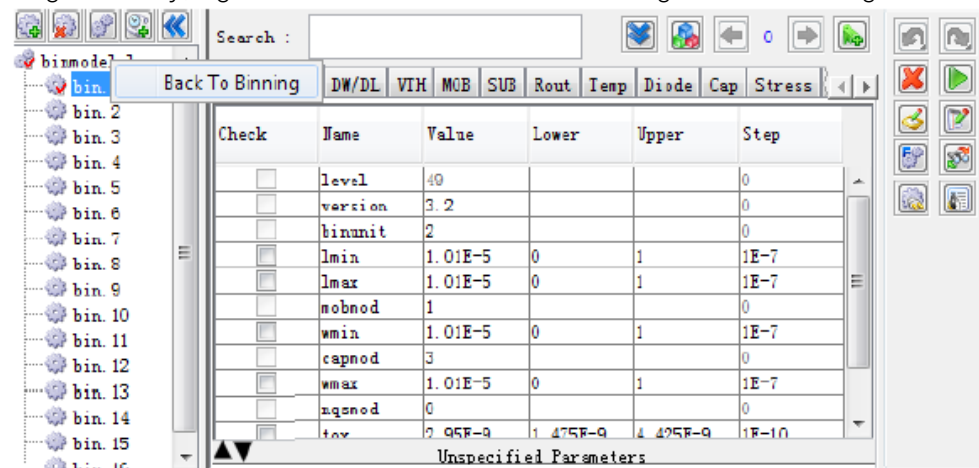 Search :
0
binmodel
bin.
Back To Binning
DW/DL VTH MOB SUB Rout Temp Diode Cap Stress
bin. 2
bin. 3
bin. 4
bin. 5
bin. 6
bin. 7
bin. 8
bin. 9
bin. 10
bin. 11
bin. 12
bin. 13
bin. 14
bin. 15
Check Name Value Lower Upper Step
level 49 0
version 3.2 0
binunit 2 0
lmin 1.01E-5 0 1 1E-7
lmax 1.01E-5 0 1 1E-7
mobmod 1 0
wmin 1.01E-5 0 1 1E-7
capmod 3 0
wmax 1.01E-5 0 1 1E-7
nqsmod 0 0
tox 2.95E-9 1.475E-9 4.425E-9 1E-10
Unspecified Parameters